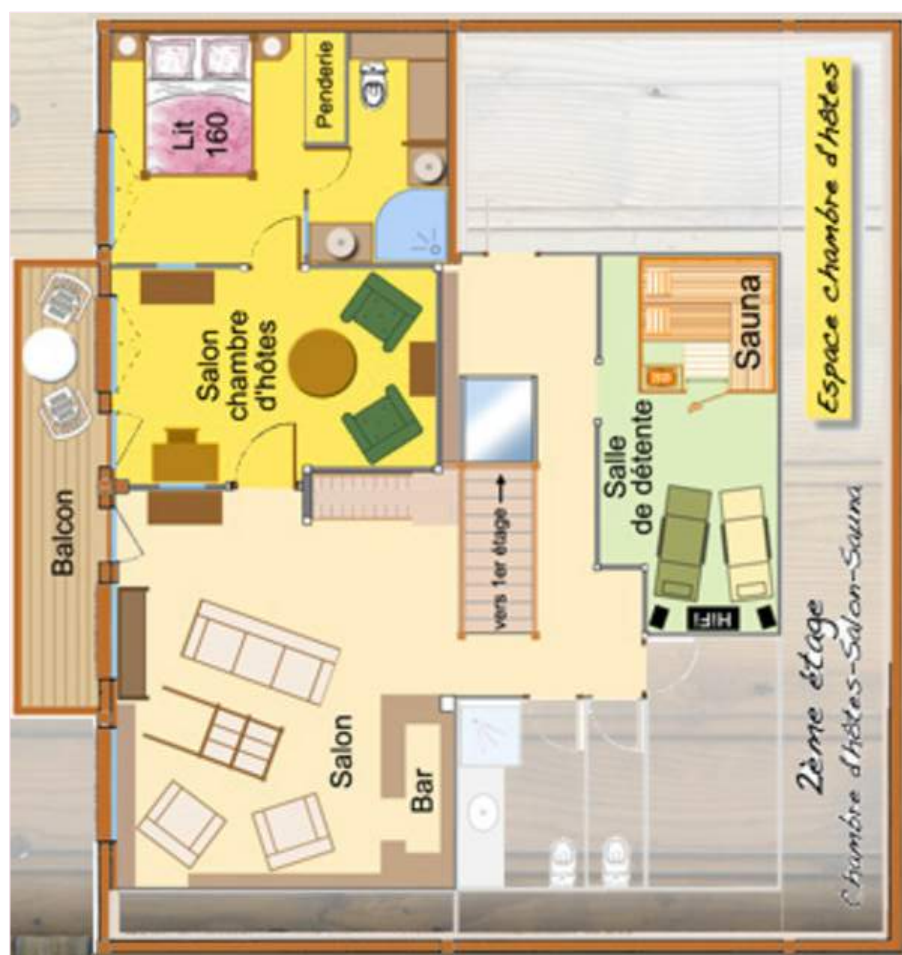 Lit
160
Penderie
Salon
chambre
d'hôtes
Balcon
Salon
Bar
vers 1er étage →
Salle
de détente
Sauna
HiFi
Espace chambre d'hôtes
2ème étage
Chambre d'hôtes-Salon-Sauna